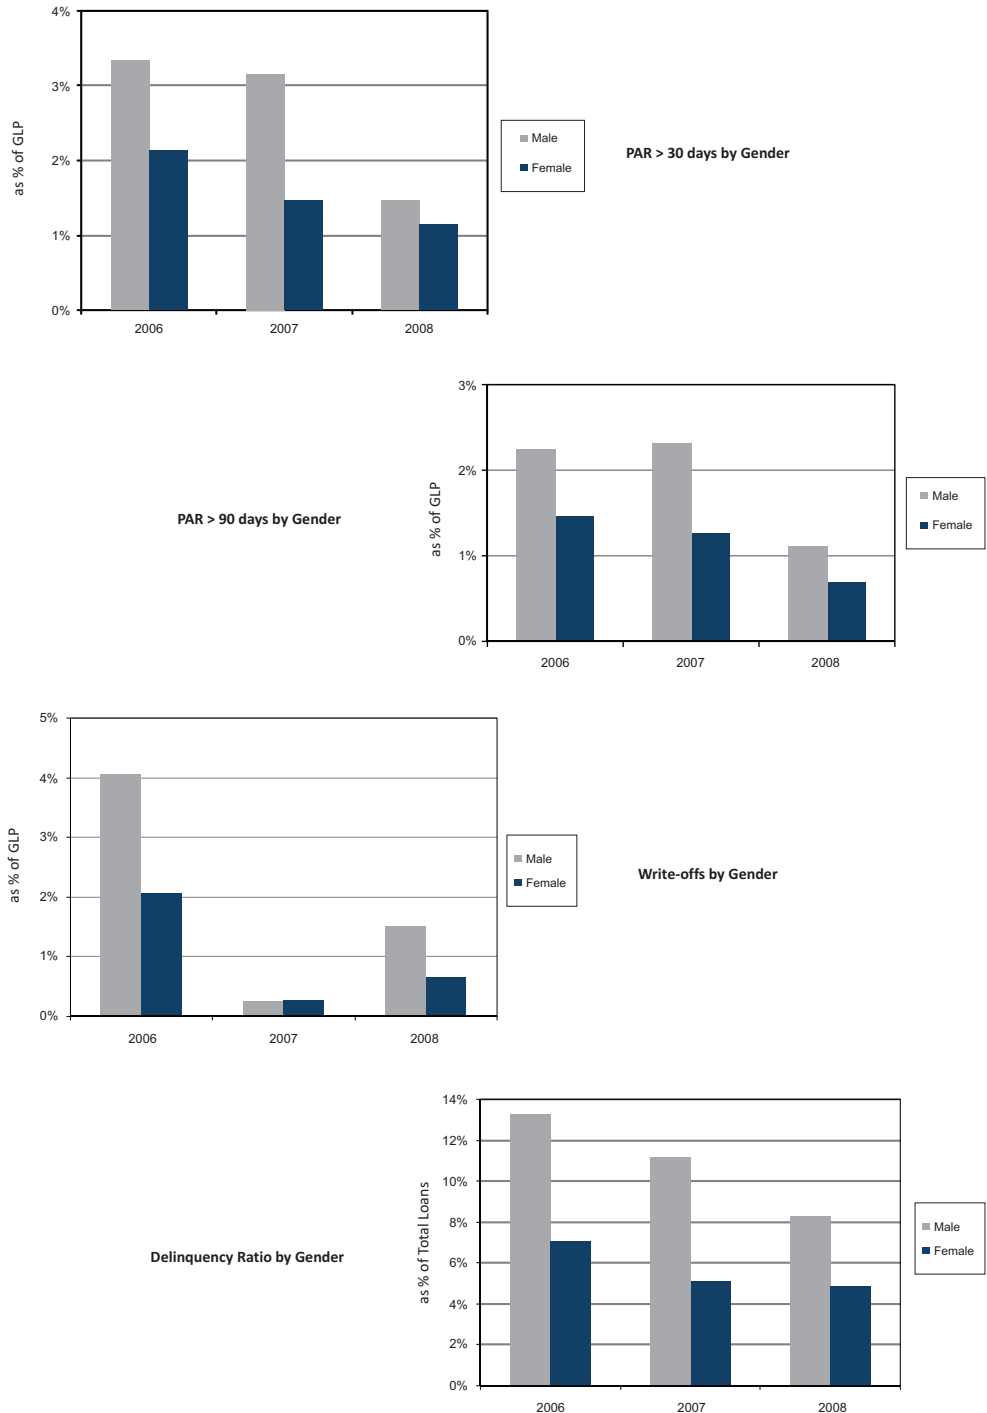 4%
3%
2%
1%
0%
as % of GLP
2006
2007
2008
Male
Female
PAR > 30 days by Gender
PAR > 90 days by Gender
3%
2%
1%
0%
as % of GLP
2006
2007
2008
Male
Female
5%
4%
3%
2%
1%
0%
as % of GLP
2006
2007
2008
Male
Female
Write-offs by Gender
Delinquency Ratio by Gender
14%
12%
10%
8%
6%
4%
2%
0%
as % of Total Loans
2006
2007
2008
Male
Female